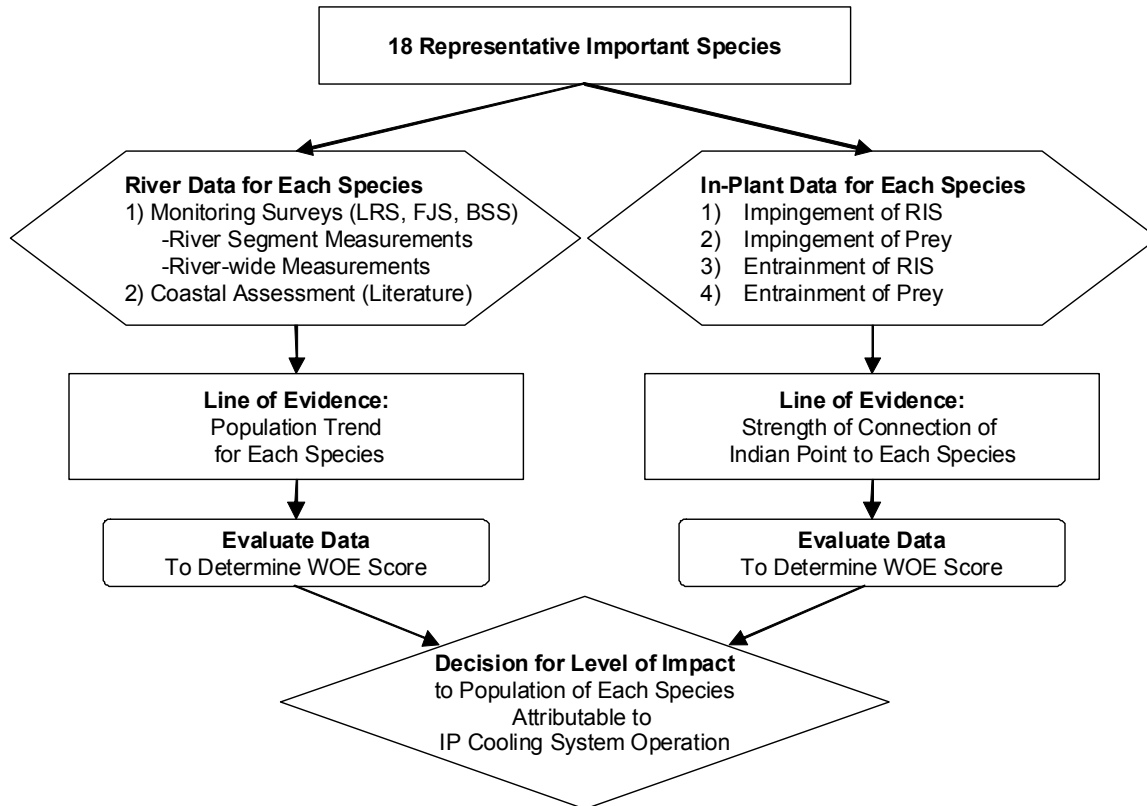 18 Representative Important Species
River Data for Each Species
1) Monitoring Surveys (LRS, FJS, BSS)
-River Segment Measurements
-River-wide Measurements
2) Coastal Assessment (Literature)
In-Plant Data for Each Species
1) Impingement of RIS
2) Impingement of Prey
3) Entrainment of RIS
4) Entrainment of Prey
Line of Evidence:
Population Trend
for Each Species
Line of Evidence:
Strength of Connection of
Indian Point to Each Species
Evaluate Data
To Determine WOE Score
Evaluate Data
To Determine WOE Score
Decision for Level of Impact
to Population of Each Species
Attributable to
IP Cooling System Operation